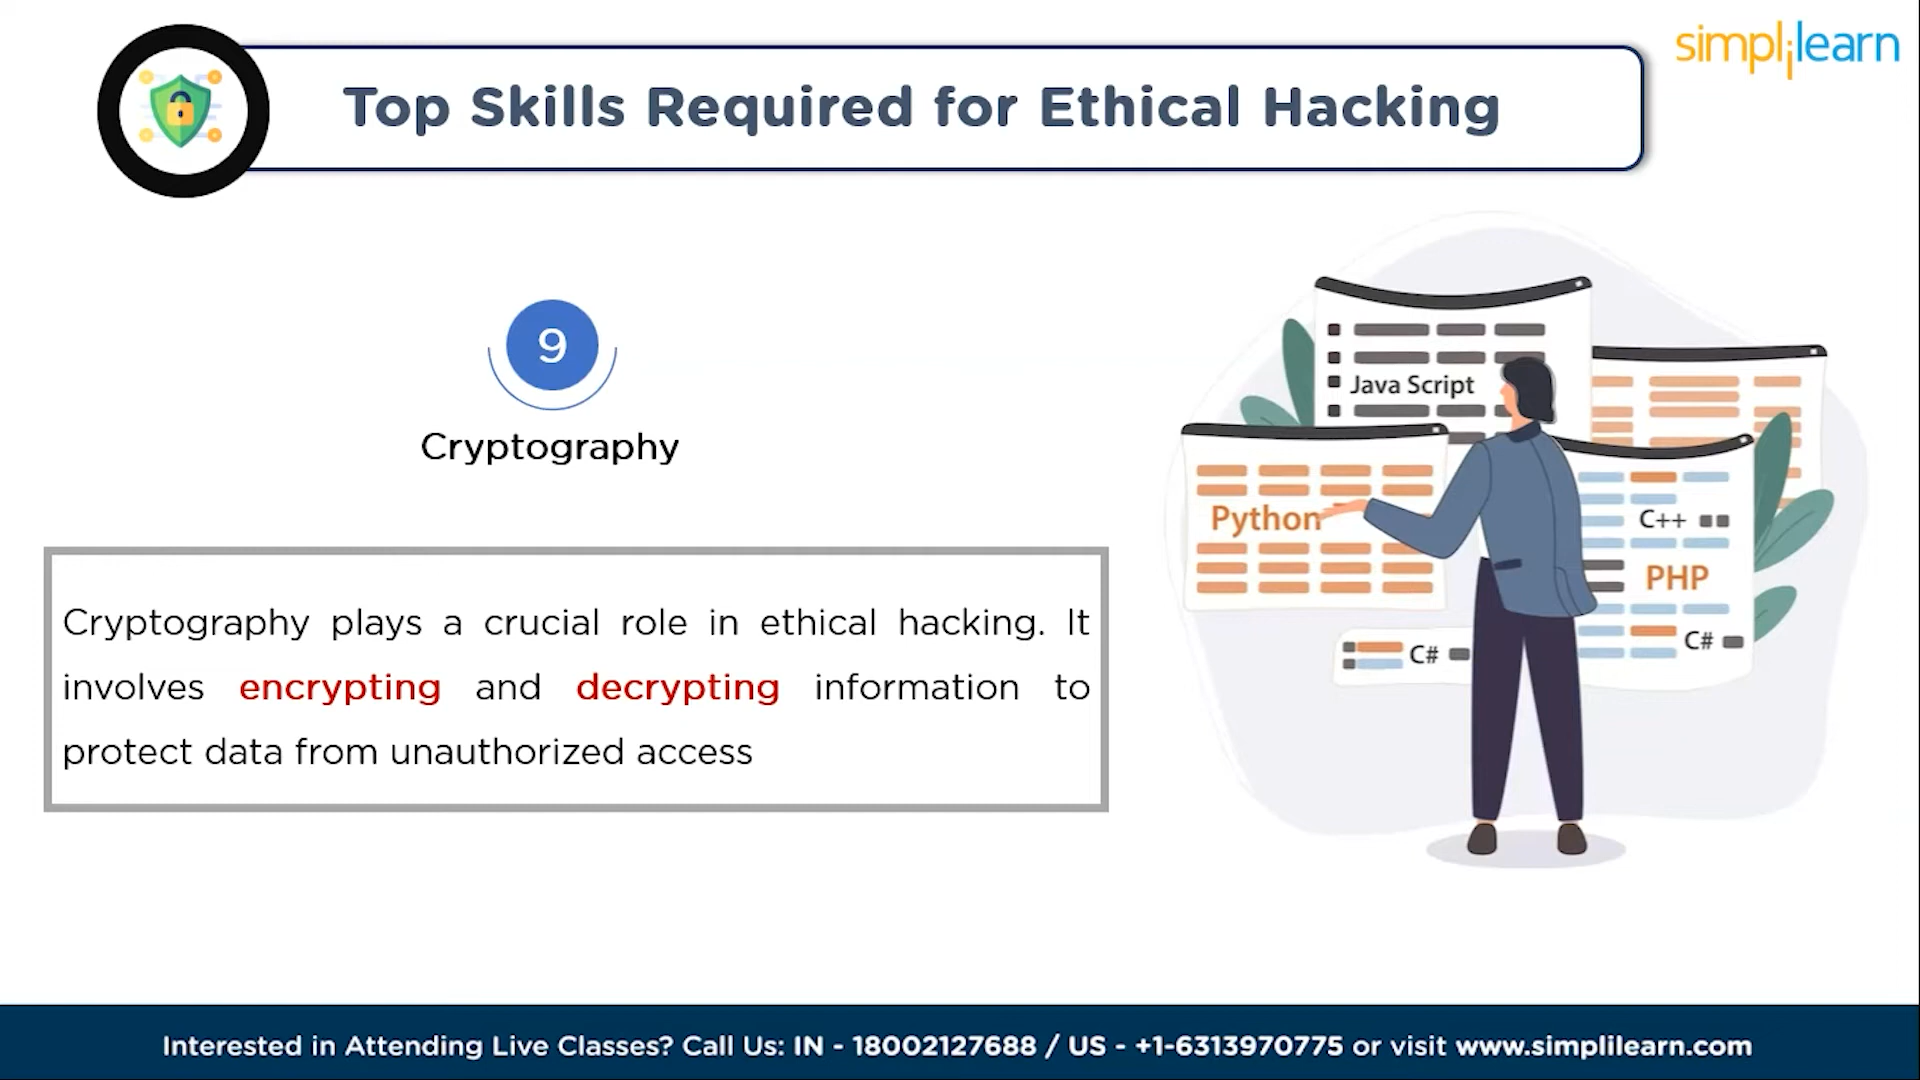 simplilearn
Top Skills Required for Ethical Hacking
9
Cryptography
Cryptography plays a crucial role in ethical hacking. It
involves encrypting and decrypting information to
protect data from unauthorized access
Java Script
Python
C++
PHP
C#
C#
Interested in Attending Live Classes? Call Us: IN - 18002127688 / US - +1-6313970775 or visit www.simplilearn.com